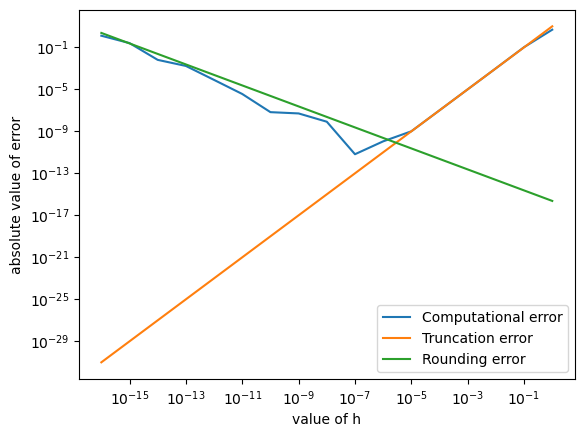 10⁻¹
10⁻⁵
10⁻⁹
10⁻¹³
10⁻¹⁷
10⁻²¹
10⁻²⁵
10⁻²⁹
absolute value of error
Computational error
Truncation error
Rounding error
10⁻¹⁵ 10⁻¹³ 10⁻¹¹ 10⁻⁹ 10⁻⁷ 10⁻⁵ 10⁻³ 10⁻¹
value of h